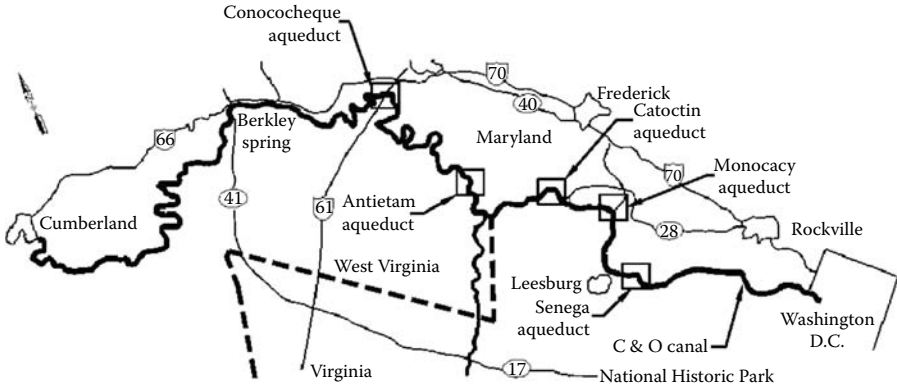 Conococheque
aqueduct
70
40
Frederick
Catoctin
aqueduct
Maryland
Berkley
spring
66
Monocacy
aqueduct
70
Antietam
aqueduct
41
61
Cumberland
28
Rockville
West Virginia
Leesburg
Senega
aqueduct
Washington
D.C.
C & O canal
Virginia
17
National Historic Park